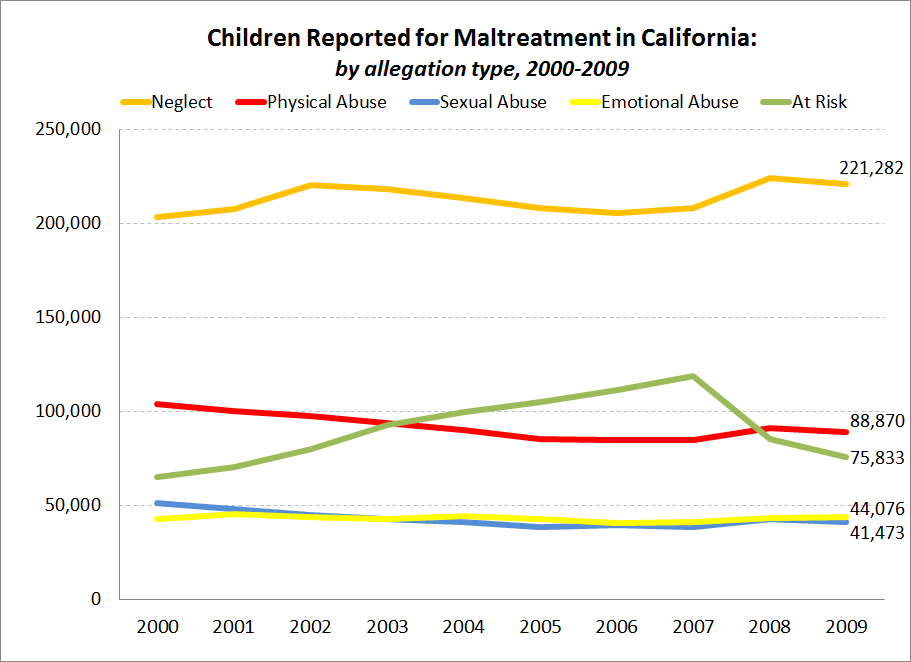 Children Reported for Maltreatment in California:
by allegation type, 2000-2009
Neglect Physical Abuse Sexual Abuse Emotional Abuse At Risk
250,000
221,282
200,000
150,000
100,000
88,870
75,833
50,000
44,076
41,473
0
2000 2001 2002 2003 2004 2005 2006 2007 2008 2009